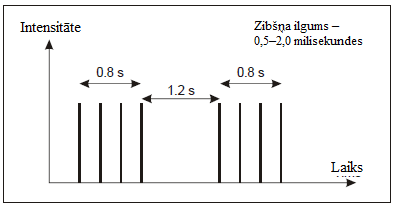 Intensitāte
Zibšņa ilgums –
0,5–2,0 milisekundes
0.8 s
0.8 s
1.2 s
Laiks